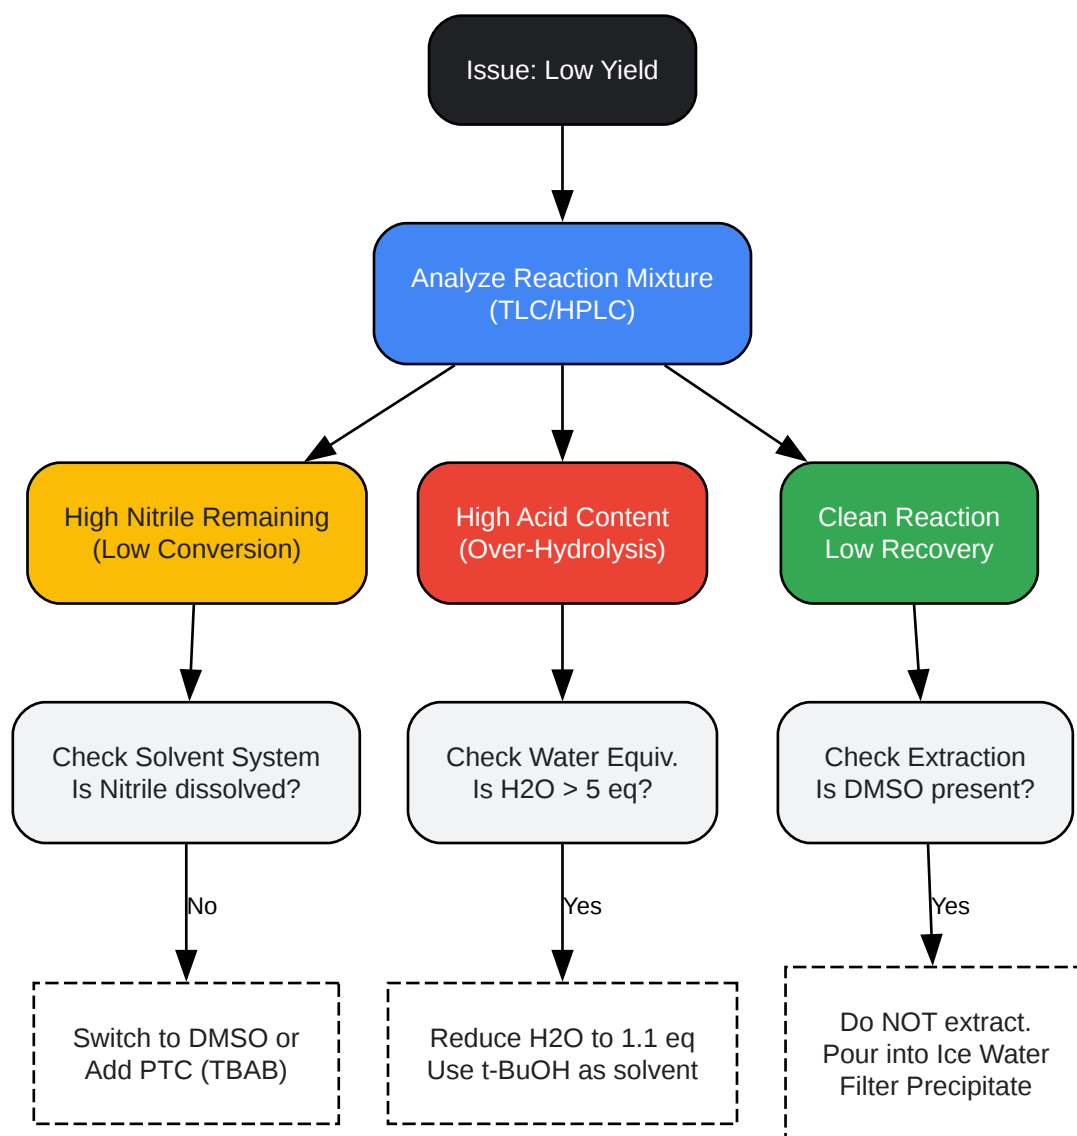 Issue: Low Yield
Analyze Reaction Mixture
(TLC/HPLC)
High Nitrile Remaining
(Low Conversion)
High Acid Content
(Over-Hydrolysis)
Clean Reaction
Low Recovery
Check Solvent System
Is Nitrile dissolved?
Check Water Equiv.
Is H2O > 5 eq?
Check Extraction
Is DMSO present?
No
Yes
Yes
Switch to DMSO or
Add PTC (TBAB)
Reduce H2O to 1.1 eq
Use t-BuOH as solvent
Do NOT extract.
Pour into Ice Water
Filter Precipitate